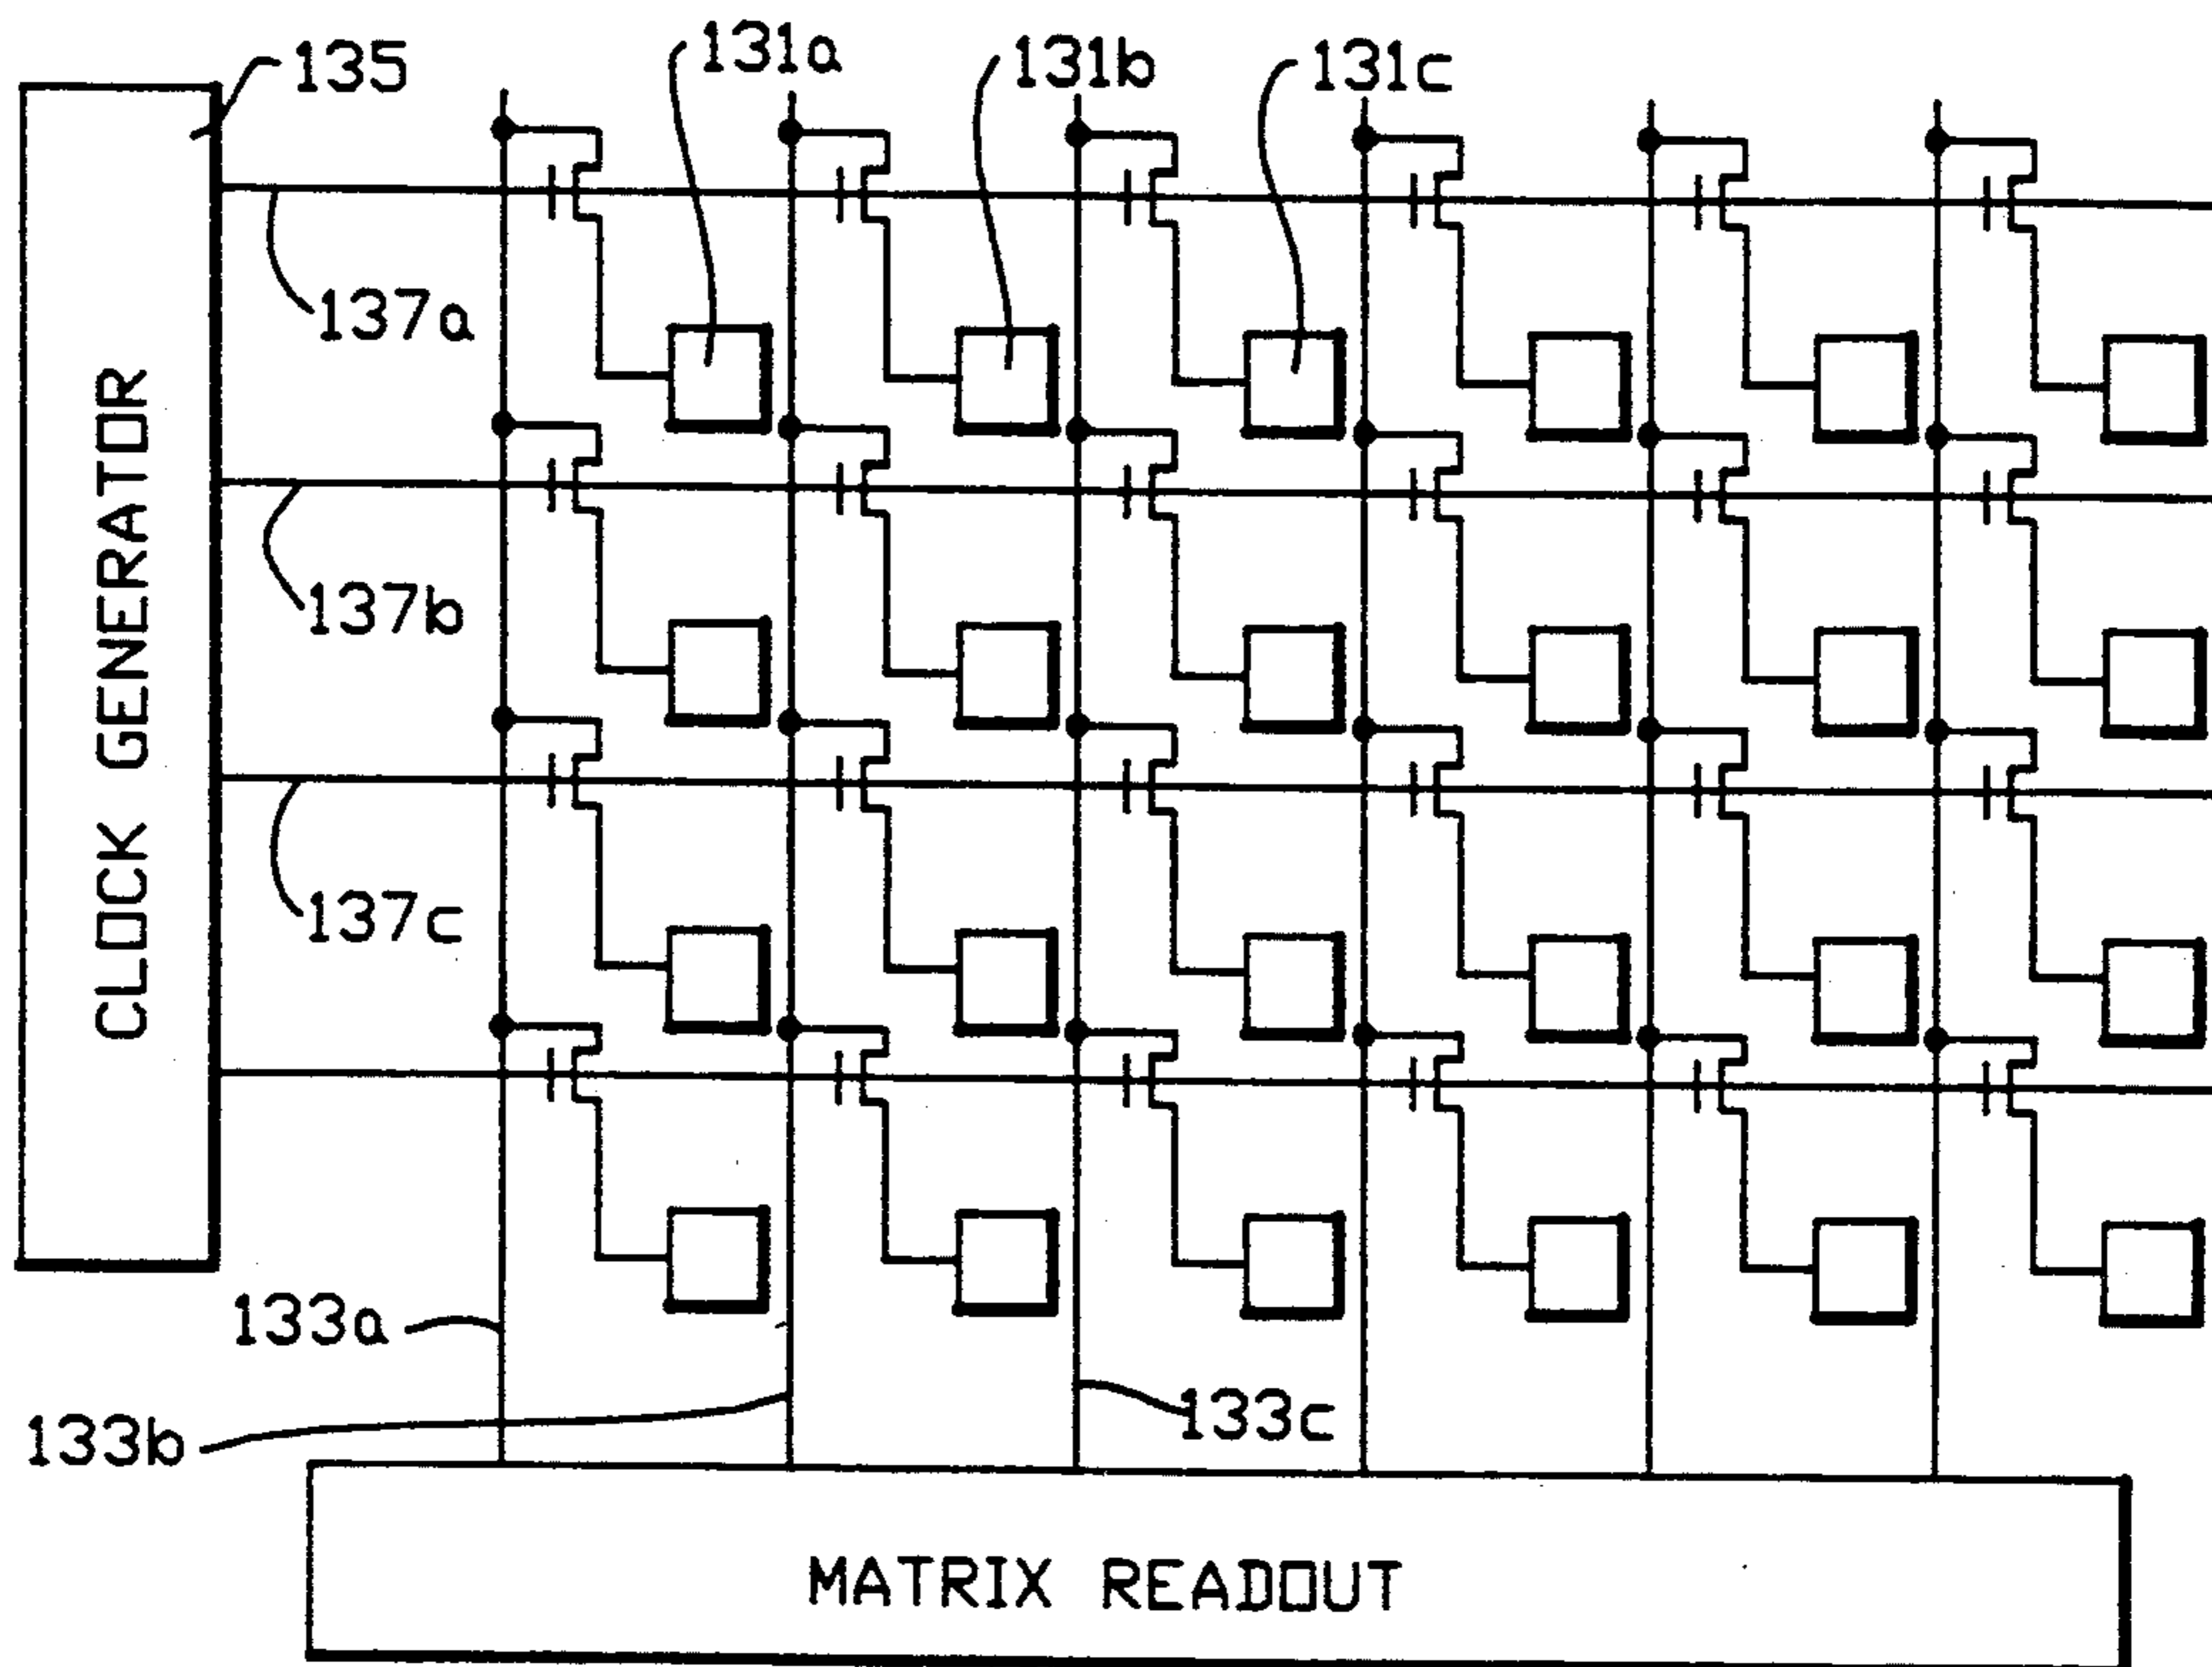 135
131a
131b
131c
137a
137b
137c
CLOCK GENERATOR
133a
133b
133c
MATRIX READOUT